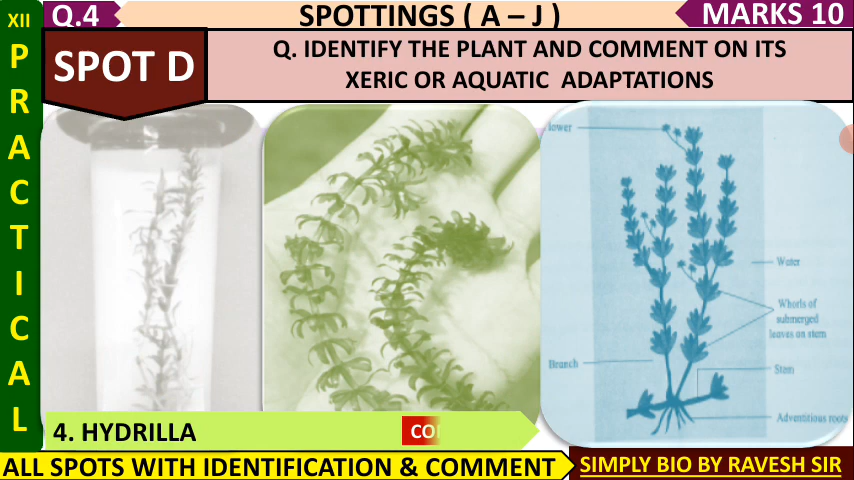 XII
PRACTICAL
Q.4
SPOTTINGS ( A – J )
MARKS 10
SPOT D
Q. IDENTIFY THE PLANT AND COMMENT ON ITS
XERIC OR AQUATIC ADAPTATIONS
lower
Water
Whorls of
submerged
leaves on stem
Branch
Stem
Adventitious roots
4. HYDRILLA
ALL SPOTS WITH IDENTIFICATION & COMMENT
SIMPLY BIO BY RAVESH SIR